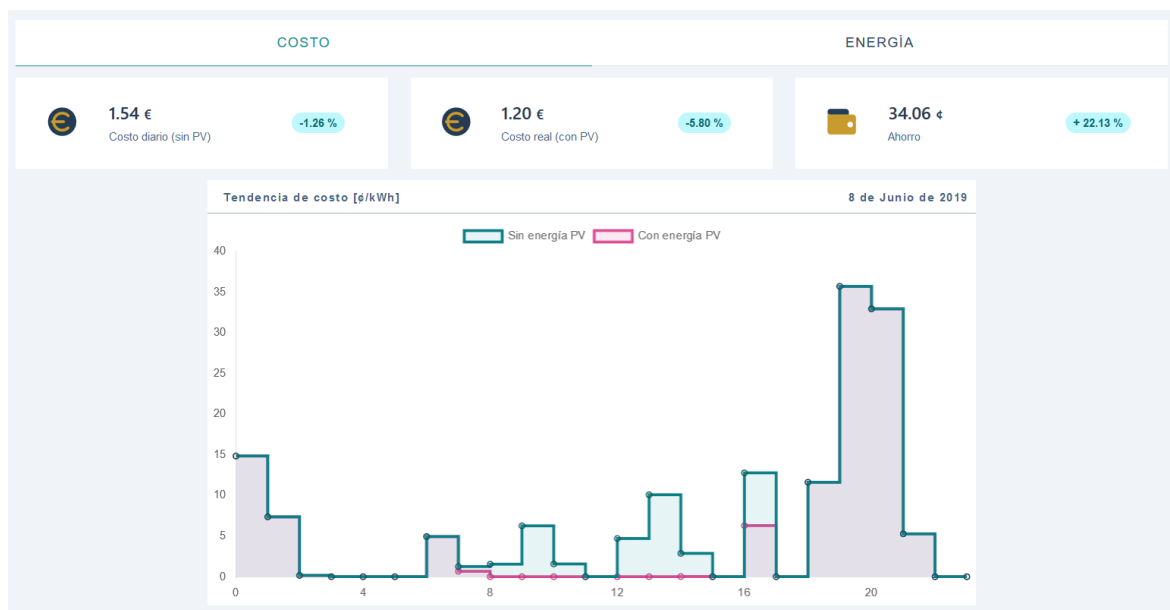 COSTO ENERGÍA
1.54 €
Costo diario (sin PV)
-1.26 %
1.20 €
Costo real (con PV)
-5.80 %
34.06 ¢
Ahorro
+ 22.13 %
Tendencia de costo [¢/kWh] 8 de Junio de 2019
Sin energía PV Con energía PV
40
35
30
25
20
15
10
5
0
0 4 8 12 16 20